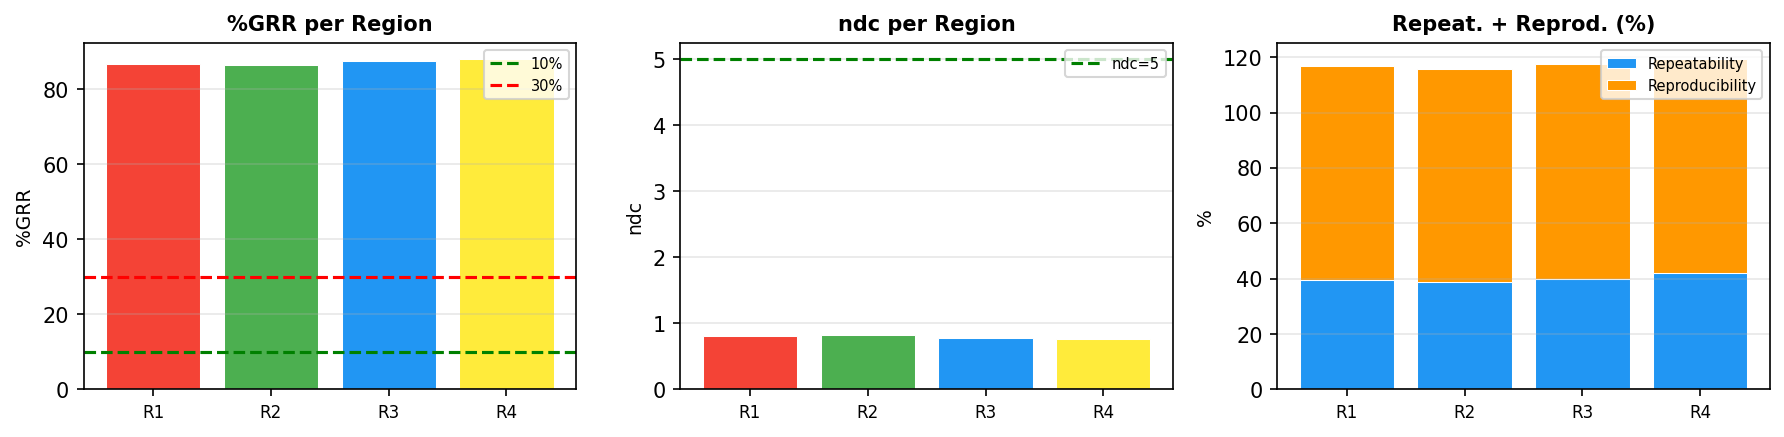 %GRR per Region
%GRR
80
60
40
20
0
R1 R2 R3 R4
10%
30%
ndc per Region
ndc
5
4
3
2
1
0
R1 R2 R3 R4
ndc=5
Repeat. + Reprod. (%)
%
120
100
80
60
40
20
0
R1 R2 R3 R4
Repeatability
Reproducibility